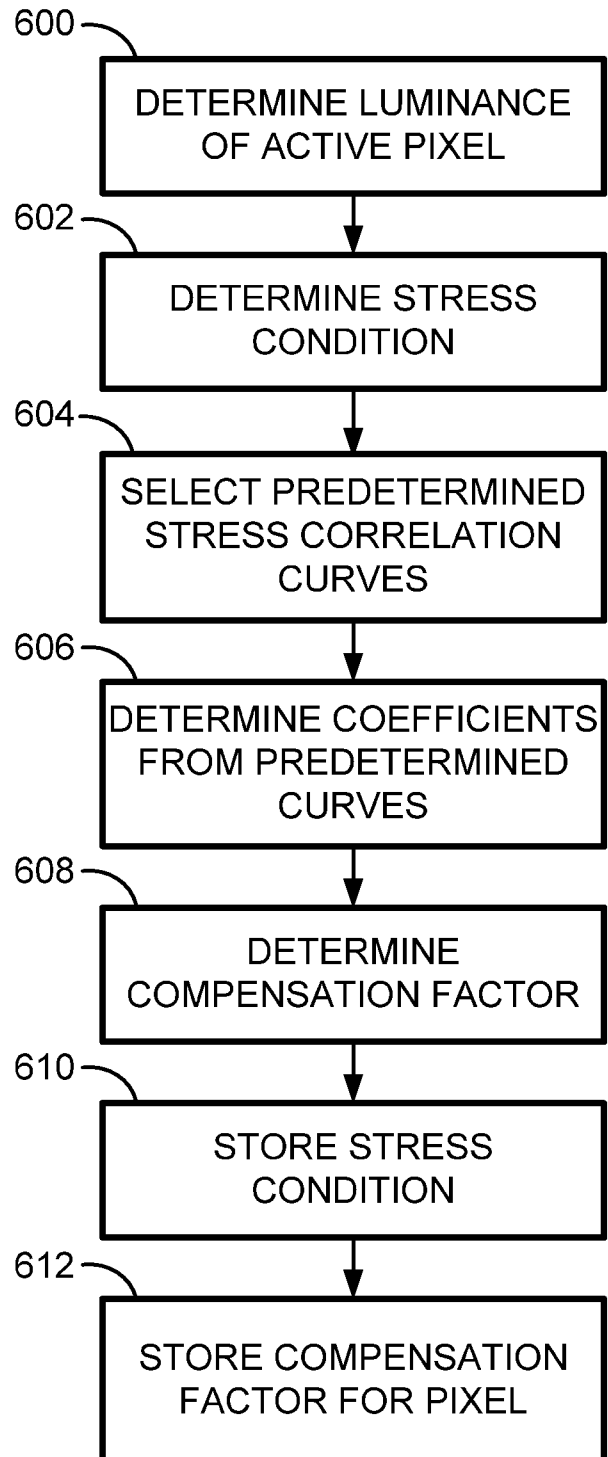 600
DETERMINE LUMINANCE
OF ACTIVE PIXEL
602
DETERMINE STRESS
CONDITION
604
SELECT PREDETERMINED
STRESS CORRELATION
CURVES
606
DETERMINE COEFFICIENTS
FROM PREDETERMINED
CURVES
608
DETERMINE
COMPENSATION FACTOR
610
STORE STRESS
CONDITION
612
STORE COMPENSATION
FACTOR FOR PIXEL